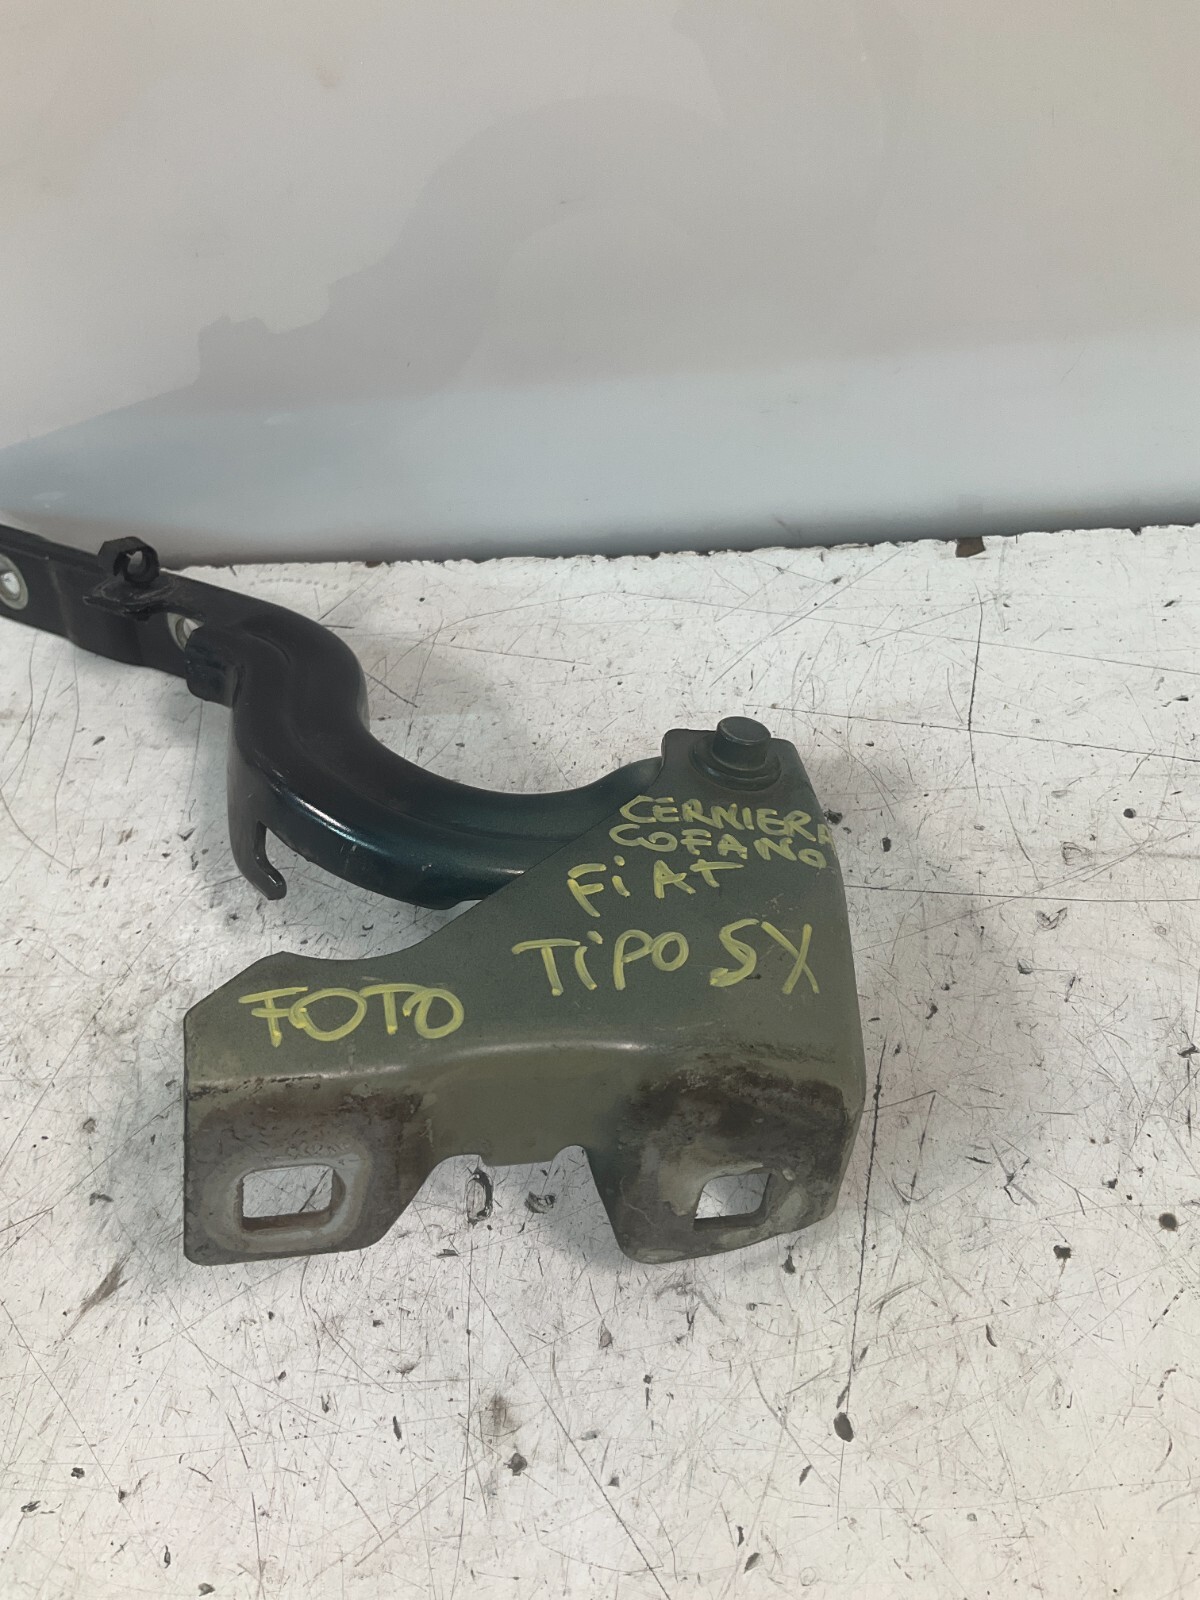 CERNIERA
COFANO
FiAT
TiPO SX
FOTO